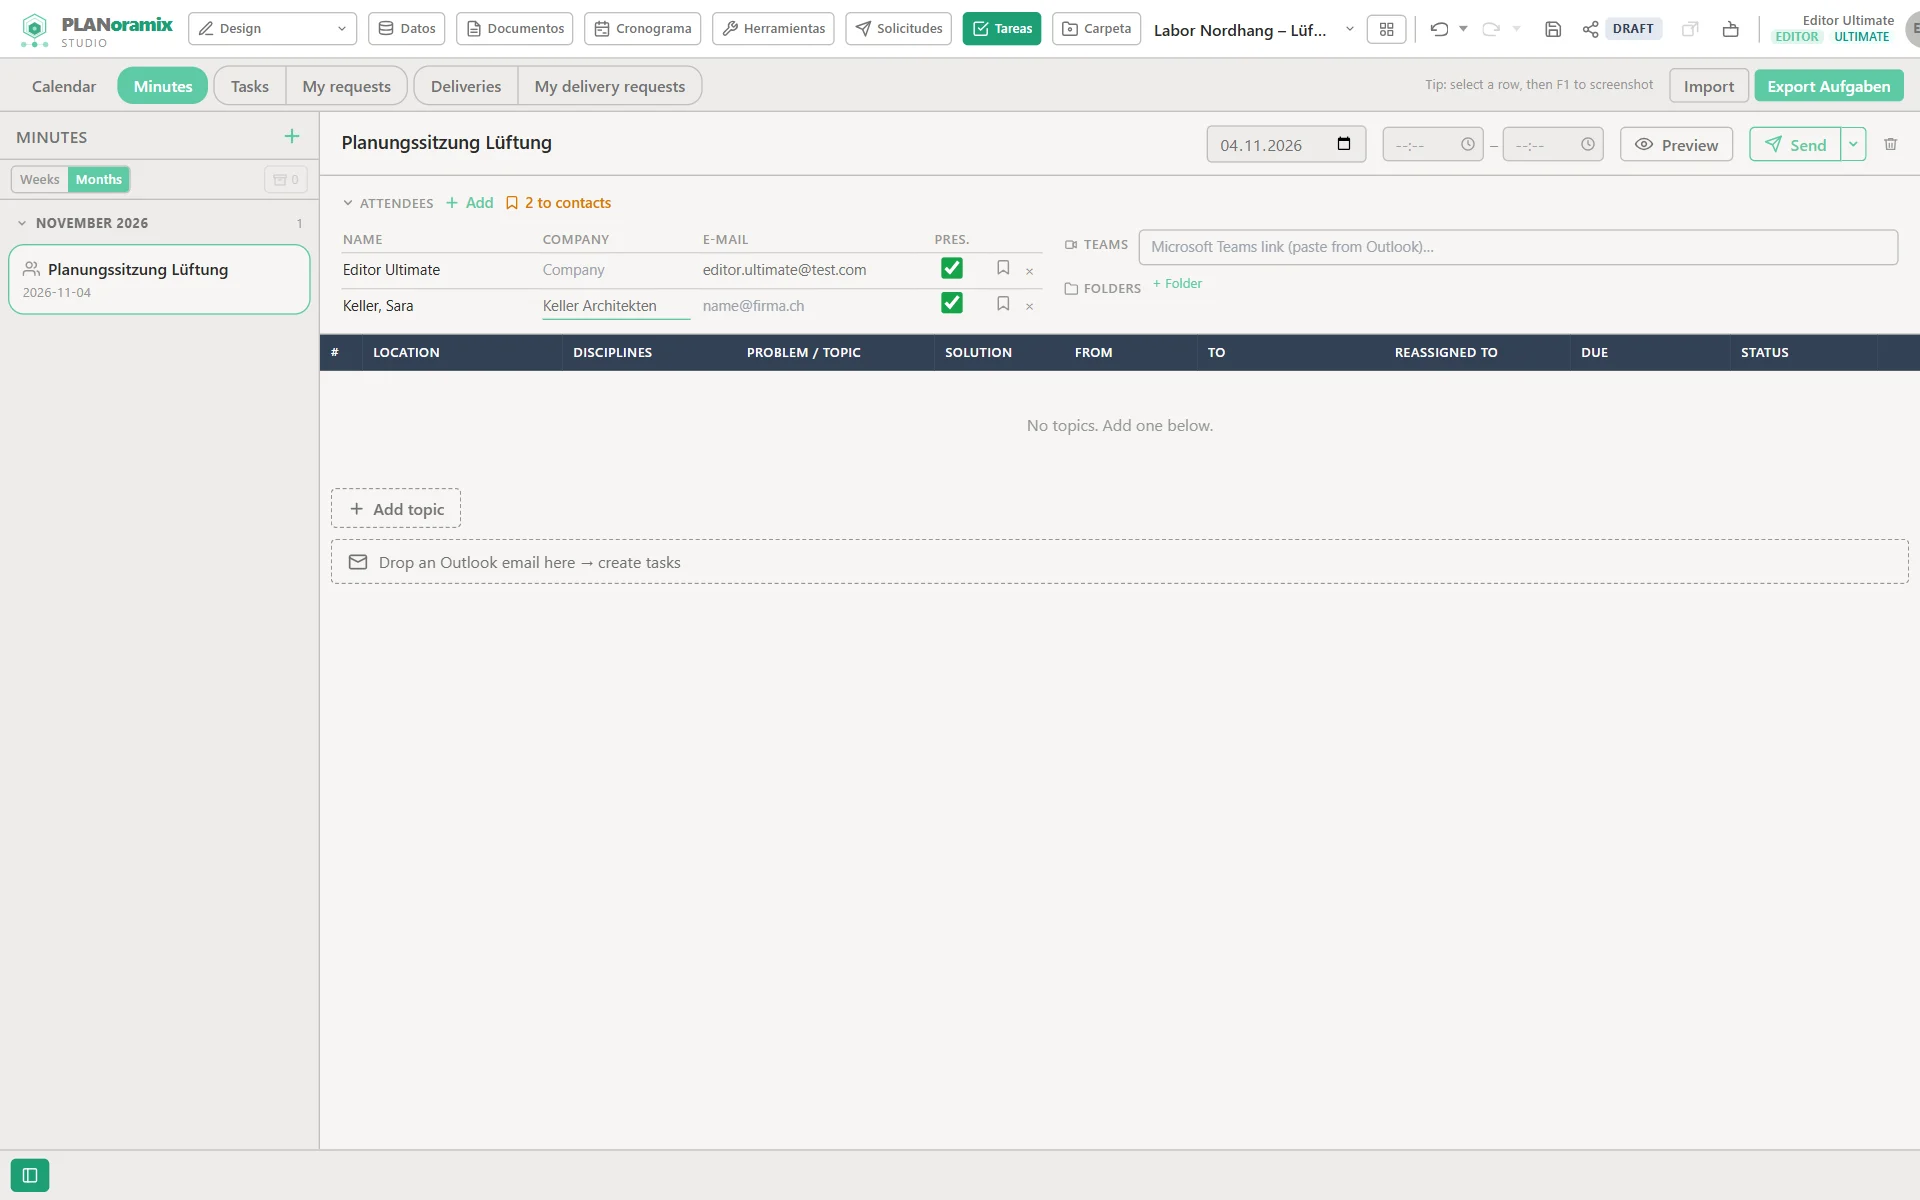 PLANoramix
STUDIO
Design
Datos
Documentos
Cronograma
Herramientas
Solicitudes
Tareas
Carpeta
Labor Nordhang – Lüf...
DRAFT
Editor Ultimate
EDITOR ULTIMATE
E
Calendar
Minutes
Tasks
My requests
Deliveries
My delivery requests
Tip: select a row, then F1 to screenshot
Import
Export Aufgaben
MINUTES
Weeks
Months
0
NOVEMBER 2026
1
Planungssitzung Lüftung
2026-11-04
Planungssitzung Lüftung
04.11.2026
--:-- – --:--
Preview
Send
ATTENDEES
+ Add
2 to contacts
NAME COMPANY E-MAIL PRES.
Editor Ultimate Company editor.ultimate@test.com ×
Keller, Sara Keller Architekten name@firma.ch ×
TEAMS
Microsoft Teams link (paste from Outlook)...
FOLDERS
+ Folder
# LOCATION DISCIPLINES PROBLEM / TOPIC SOLUTION FROM TO REASSIGNED TO DUE STATUS
No topics. Add one below.
+ Add topic
Drop an Outlook email here → create tasks